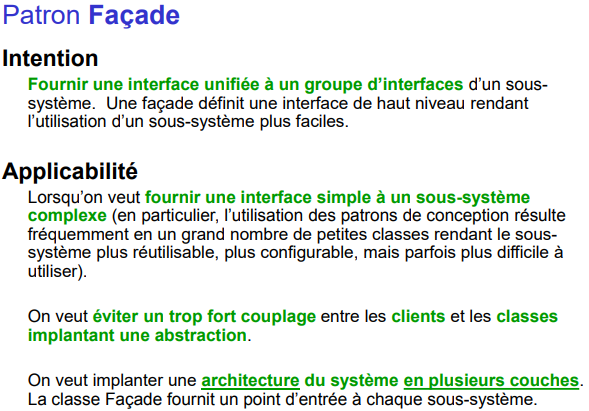 Patron Façade
Intention
Fournir une interface unifiée à un groupe d’interfaces d’un sous-
système. Une façade définit une interface de haut niveau rendant
l’utilisation d’un sous-système plus faciles.
Applicabilité
Lorsqu’on veut fournir une interface simple à un sous-système
complexe (en particulier, l’utilisation des patrons de conception résulte
fréquemment en un grand nombre de petites classes rendant le sous-
système plus réutilisable, plus configurable, mais parfois plus difficile à
utiliser).
On veut éviter un trop fort couplage entre les clients et les classes
implantant une abstraction.
On veut implanter une architecture du système en plusieurs couches.
La classe Façade fournit un point d’entrée à chaque sous-système.